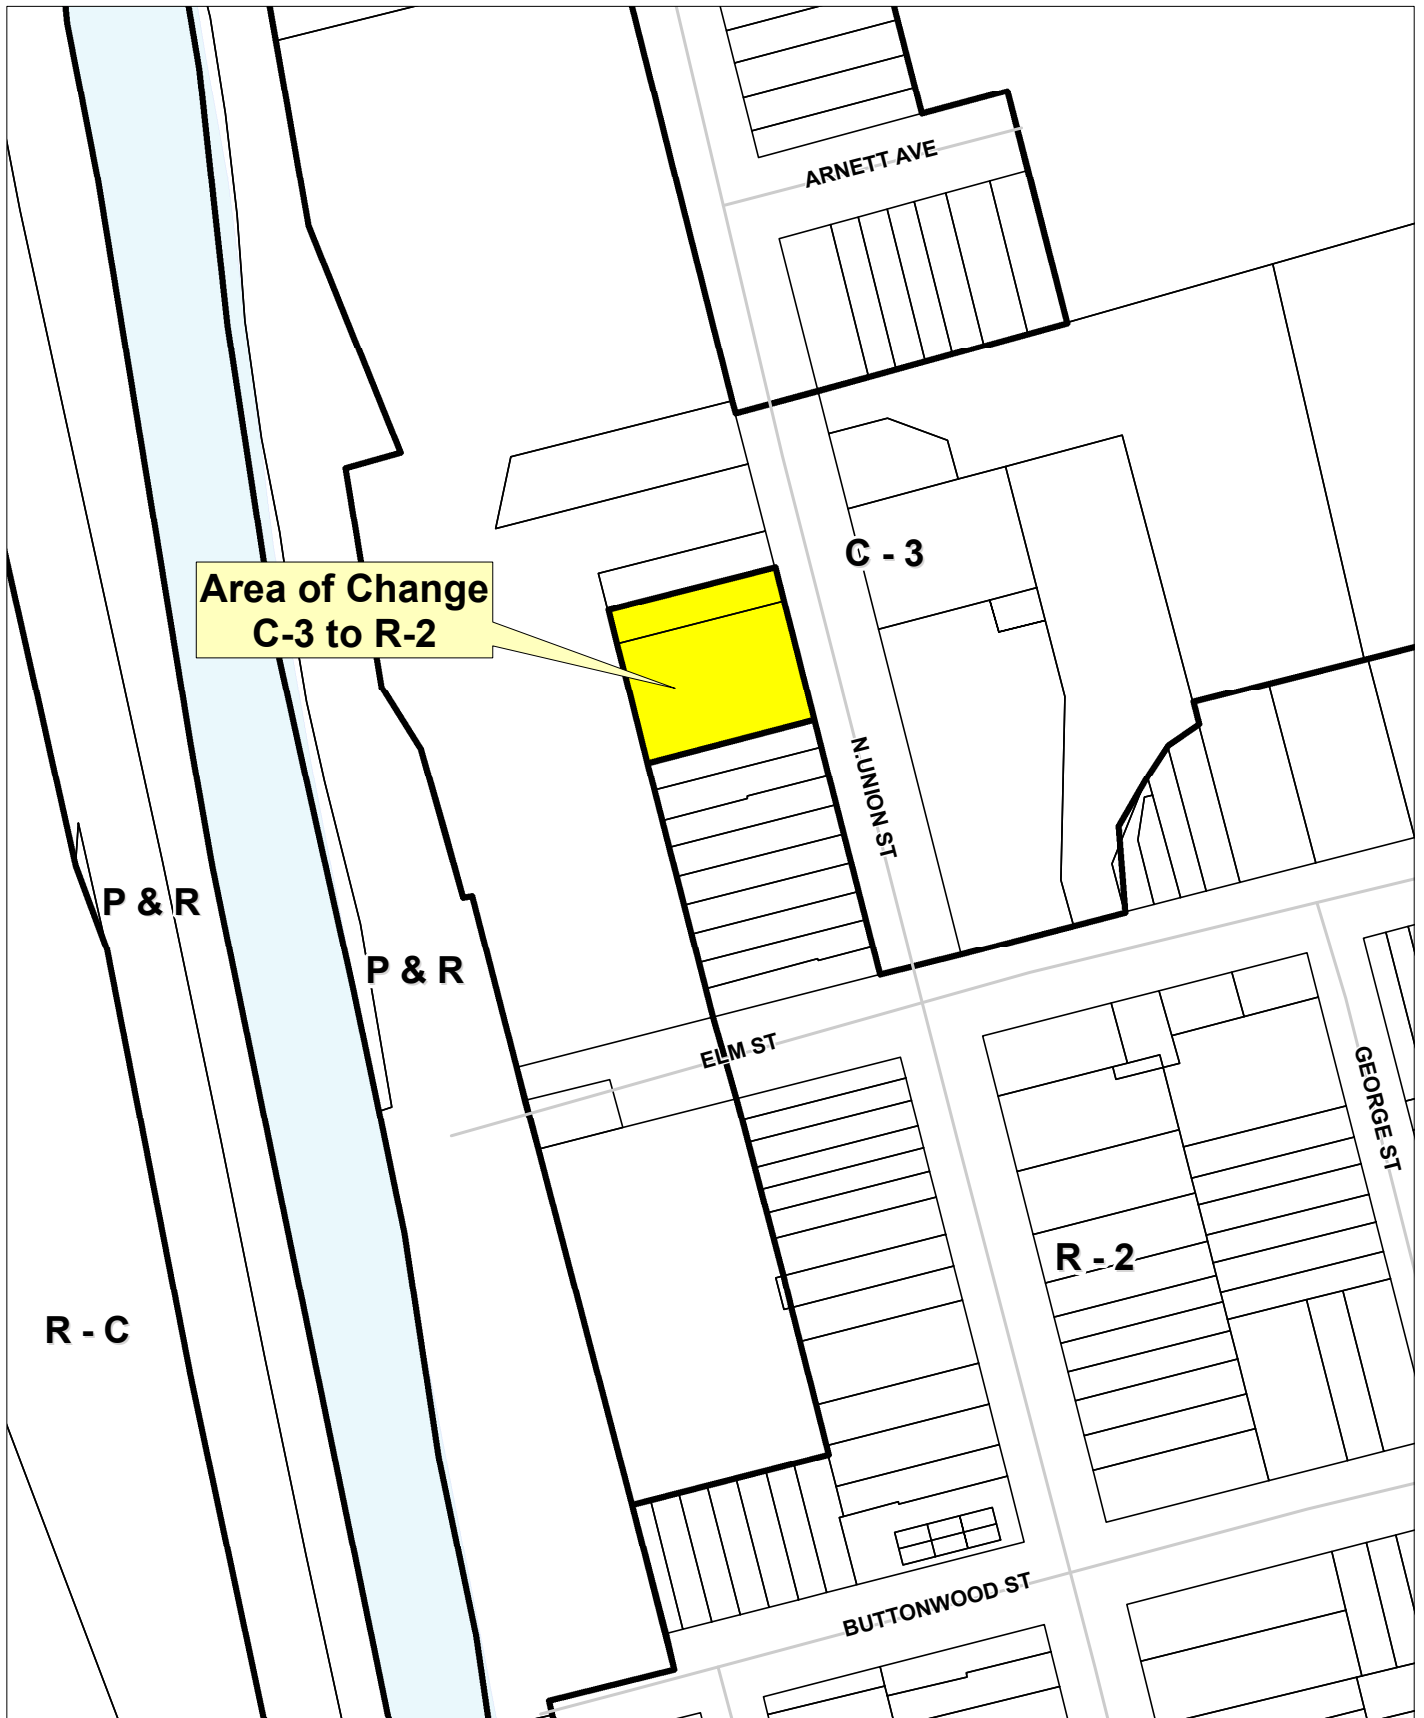 ARNETT AVE
C - 3
Area of Change
C-3 to R-2
N.UNION ST
P & R
P & R
ELM ST
GEORGE ST
R - 2
R - C
BUTTONWOOD ST